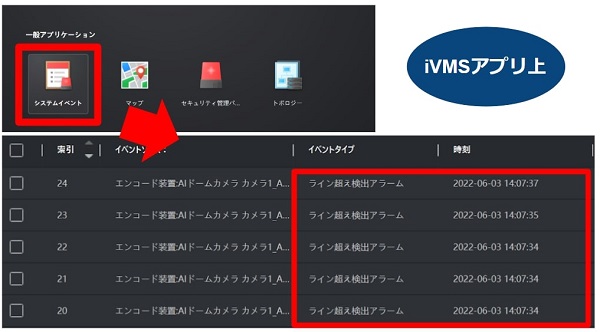 一般アプリケーション
iVMSアプリ上
システムイベント マップ セキュリティ管理パ... トポロジー
索引 イベントソース イベントタイプ 時刻
24 エンコード装置:AIドームカメラ カメラ1_A... ライン超え検出アラーム 2022-06-03 14:07:37
23 エンコード装置:AIドームカメラ カメラ1_A... ライン超え検出アラーム 2022-06-03 14:07:35
22 エンコード装置:AIドームカメラ カメラ1_A... ライン超え検出アラーム 2022-06-03 14:07:34
21 エンコード装置:AIドームカメラ カメラ1_A... ライン超え検出アラーム 2022-06-03 14:07:34
20 エンコード装置:AIドームカメラ カメラ1_A... ライン超え検出アラーム 2022-06-03 14:07:34